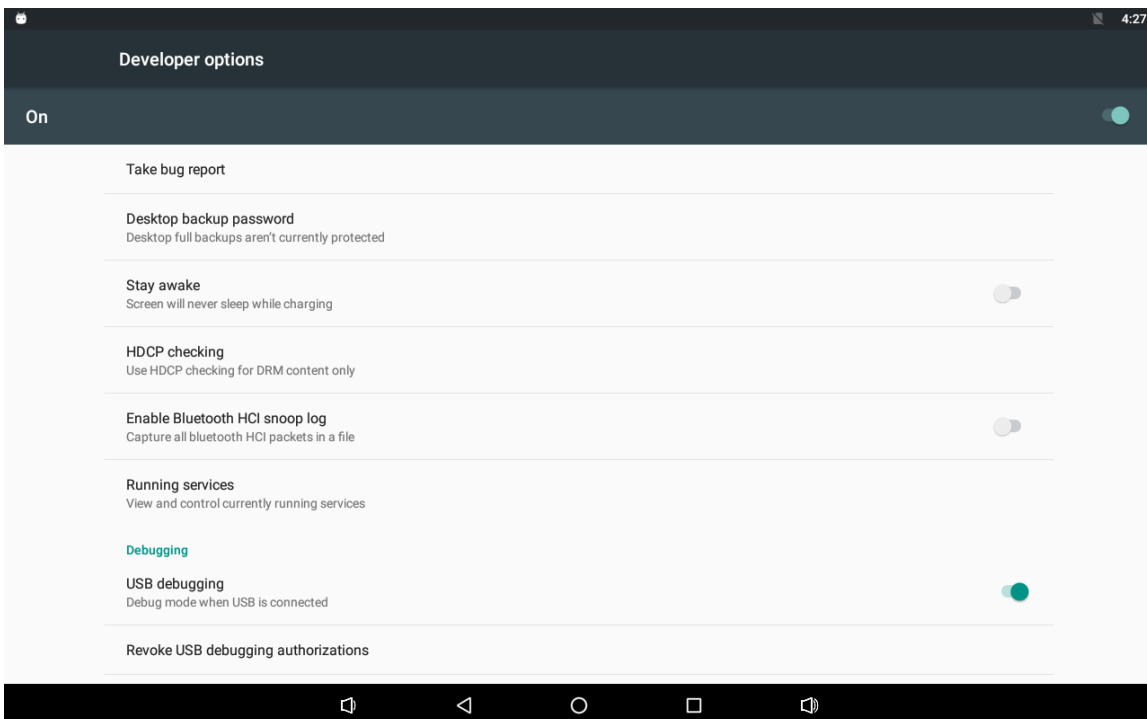 4:27
Developer options
On
Take bug report
Desktop backup password
Desktop full backups aren't currently protected
Stay awake
Screen will never sleep while charging
HDCP checking
Use HDCP checking for DRM content only
Enable Bluetooth HCI snoop log
Capture all bluetooth HCI packets in a file
Running services
View and control currently running services
Debugging
USB debugging
Debug mode when USB is connected
Revoke USB debugging authorizations